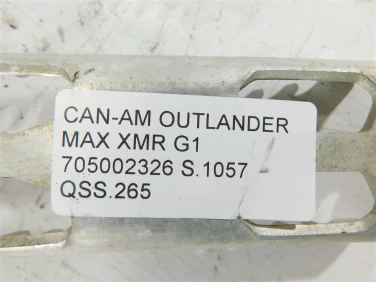 CAN-AM OUTLANDER
MAX XMR G1
705002326 S.1057
QSS.265